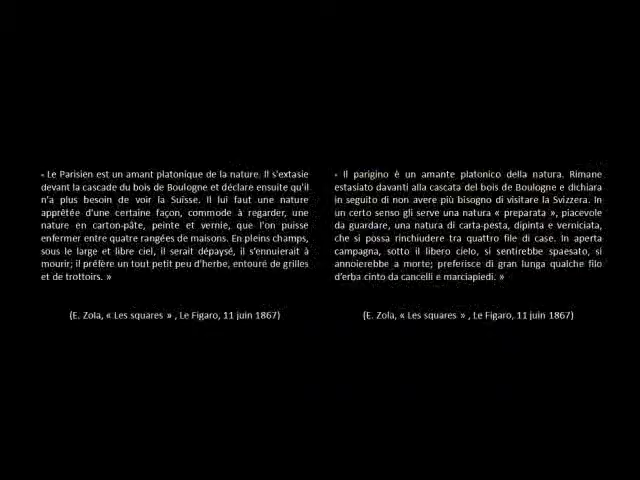 « Le Parisien est un amant platonique de la nature. Il s'extasie
devant la cascade du bois de Boulogne et déclare ensuite qu'il
n'a plus besoin de voir la Suisse. Il lui faut une nature
apprêtée d'une certaine façon, commode à regarder, une
nature en carton-pâte, peinte et vernie, que l'on puisse
enfermer entre quatre rangées de maisons. En pleins champs,
sous le large et libre ciel, il serait dépaysé, il s'ennuierait à
mourir; il préfère un tout petit peu d'herbe, entouré de grilles
et de trottoirs. »
(E. Zola, « Les squares » , Le Figaro, 11 juin 1867)
« Il parigino è un amante platonico della natura. Rimane
estasiato davanti alla cascata del bois de Boulogne e dichiara
in seguito di non avere più bisogno di visitare la Svizzera. In
un certo senso gli serve una natura « preparata », piacevole
da guardare, una natura di carta-pesta, dipinta e verniciata,
che si possa rinchiudere tra quattro file di case. In aperta
campagna, sotto il libero cielo, si sentirebbe spaesato, si
annoierebbe a morte; preferisce di gran lunga qualche filo
d'erba cinto da cancelli e marciapiedi. »
(E. Zola, « Les squares » , Le Figaro, 11 juin 1867)